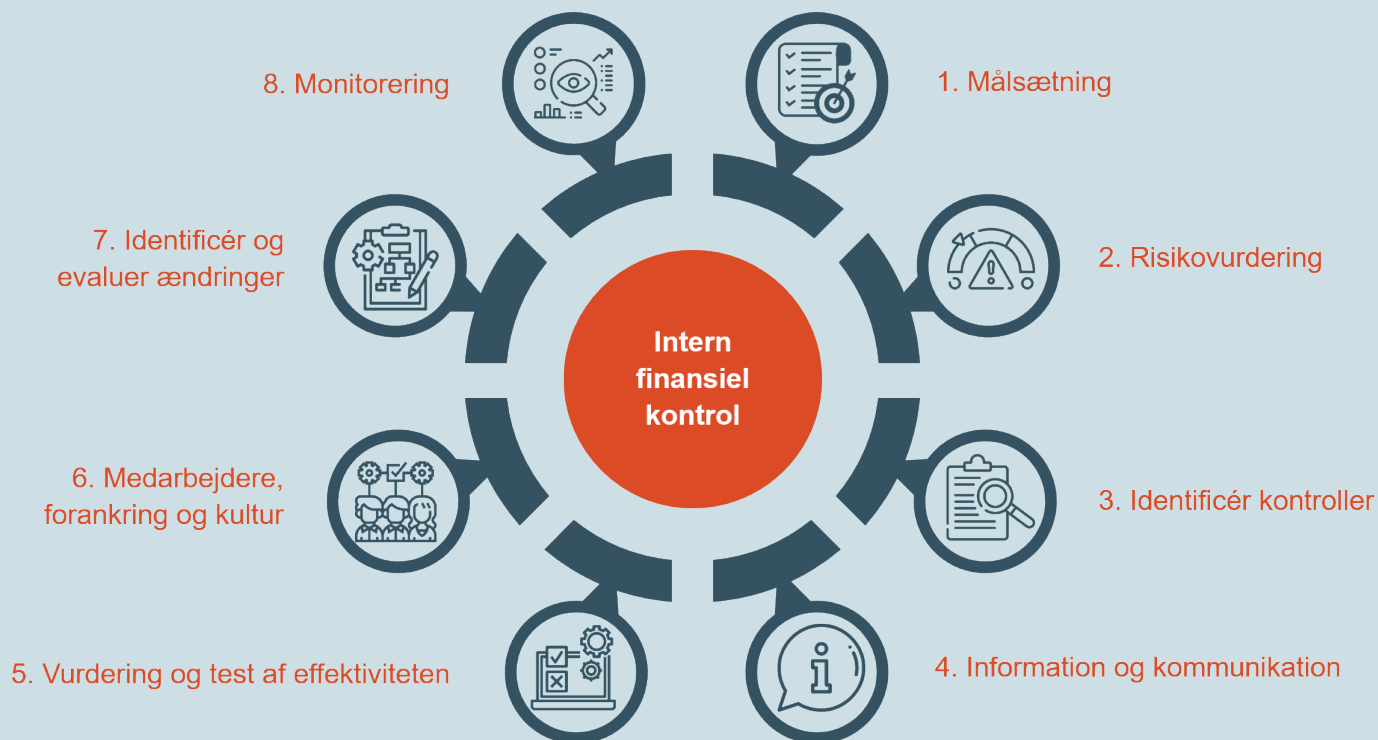 8. Monitorering
1. Målsætning
7. Identificér og
evaluer ændringer
2. Risikovurdering
Intern
finansiel
kontrol
6. Medarbejdere,
forankring og kultur
3. Identificér kontroller
5. Vurdering og test af effektiviteten
4. Information og kommunikation